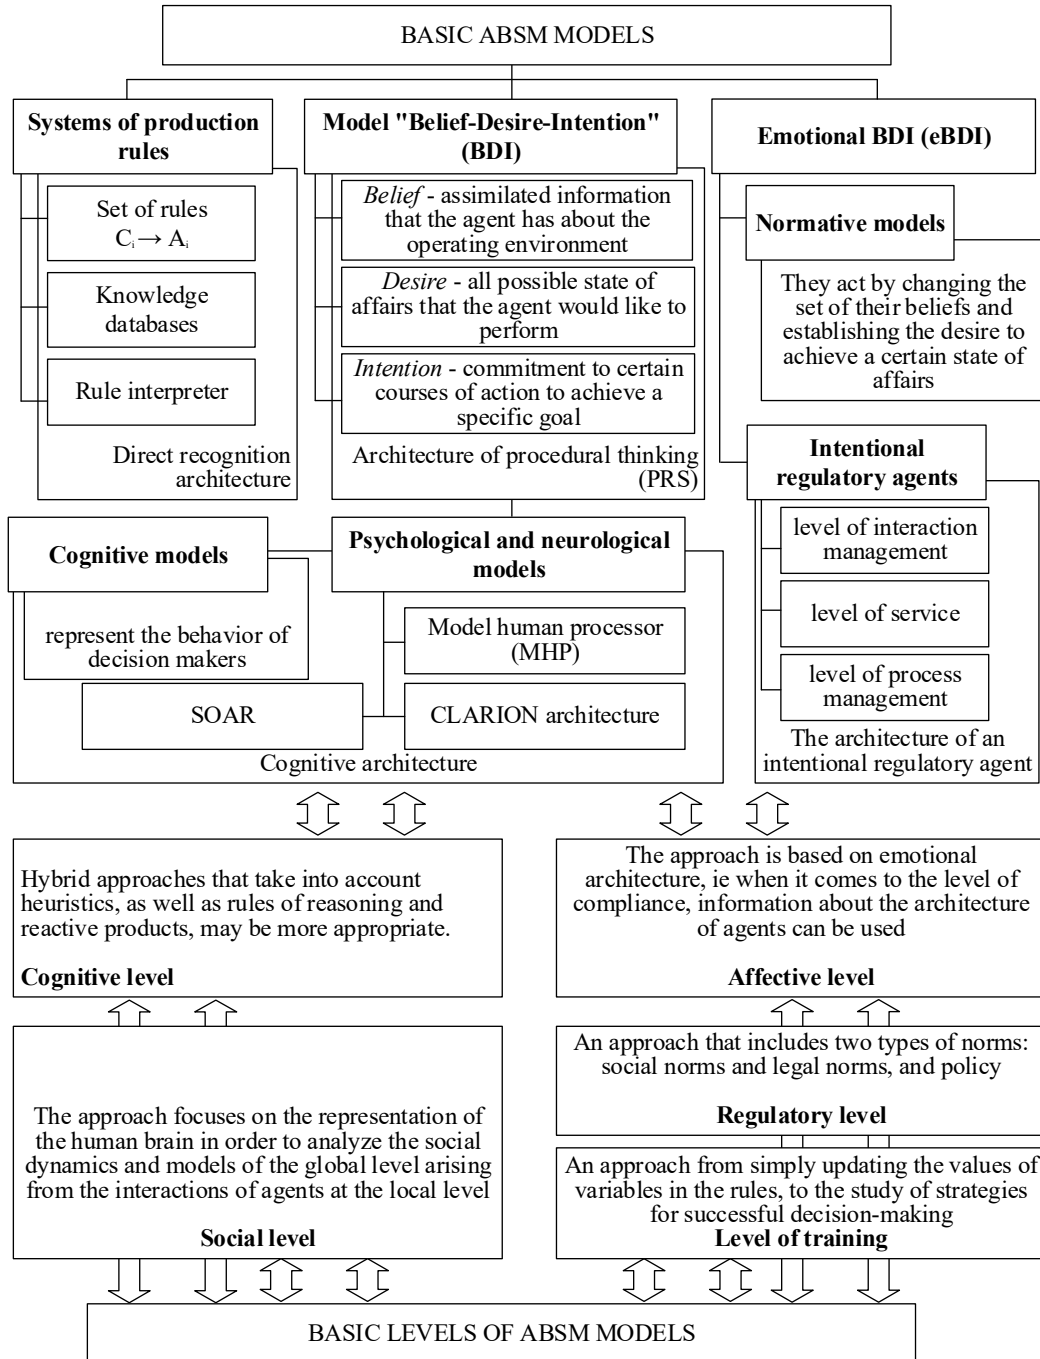 BASIC ABSM MODELS
Systems of production
rules
Set of rules
Cᵢ → Aᵢ
Knowledge
databases
Rule interpreter
Direct recognition
architecture
Model "Belief-Desire-Intention"
(BDI)
Belief - assimilated information
that the agent has about the
operating environment
Desire - all possible state of
affairs that the agent would like to
perform
Intention - commitment to certain
courses of action to achieve a
specific goal
Architecture of procedural thinking
(PRS)
Emotional BDI (eBDI)
Normative models
They act by changing the
set of their beliefs and
establishing the desire to
achieve a certain state of
affairs
Intentional
regulatory agents
level of interaction
management
level of service
level of process
management
The architecture of an
intentional regulatory agent
Cognitive models
represent the behavior of
decision makers
Psychological and neurological
models
Model human processor
(MHP)
SOAR
CLARION architecture
Cognitive architecture
Hybrid approaches that take into account
heuristics, as well as rules of reasoning and
reactive products, may be more appropriate.
Cognitive level
The approach is based on emotional
architecture, ie when it comes to the level of
compliance, information about the architecture
of agents can be used
Affective level
The approach focuses on the representation of
the human brain in order to analyze the social
dynamics and models of the global level arising
from the interactions of agents at the local level
Social level
An approach that includes two types of norms:
social norms and legal norms, and policy
Regulatory level
An approach from simply updating the values of
variables in the rules, to the study of strategies
for successful decision-making
Level of training
BASIC LEVELS OF ABSM MODELS